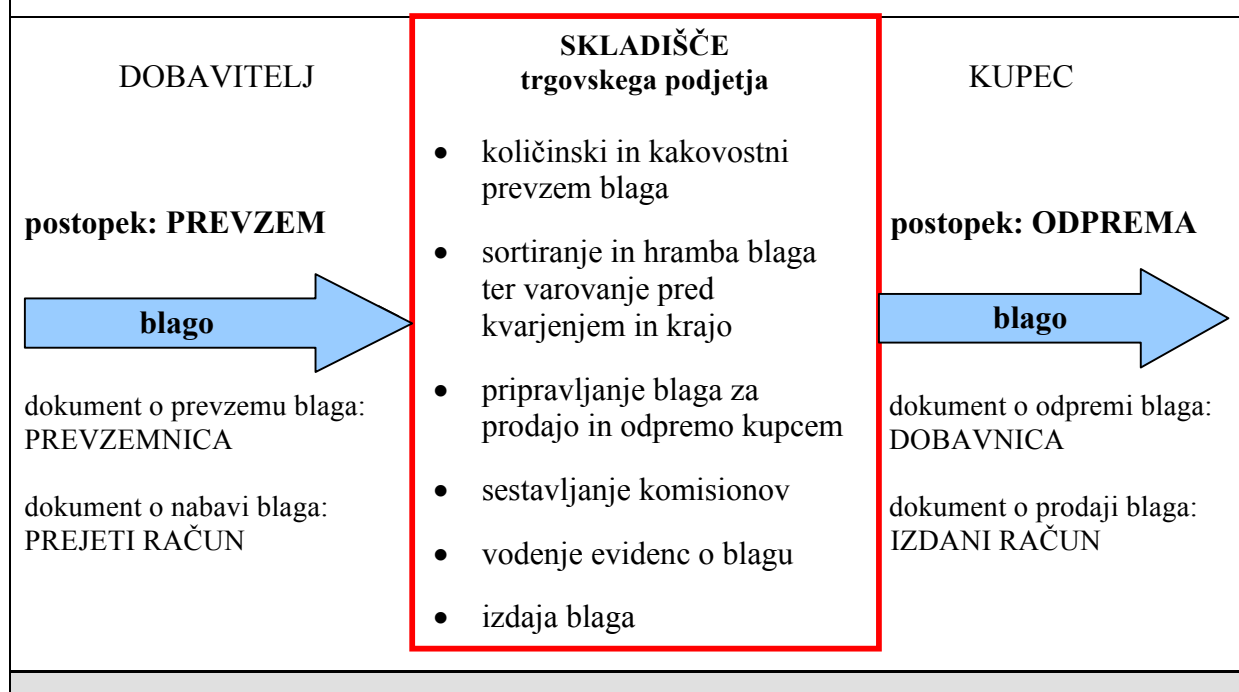 DOBAVITELJ
postopek: PREVZEM
blago
dokument o prevzemu blaga:
PREVZEMNICA
dokument o nabavi blaga:
PREJETI RAČUN
SKLADIŠČE
trgovskega podjetja
• količinski in kakovostni
prevzem blaga
• sortiranje in hramba blaga
ter varovanje pred
kvarjenjem in krajo
• pripravljanje blaga za
prodajo in odpremo kupcem
• sestavljanje komisionov
• vodenje evidenc o blagu
• izdaja blaga
KUPEC
postopek: ODPREMA
blago
dokument o odpremi blaga:
DOBAVNICA
dokument o prodaji blaga:
IZDANI RAČUN